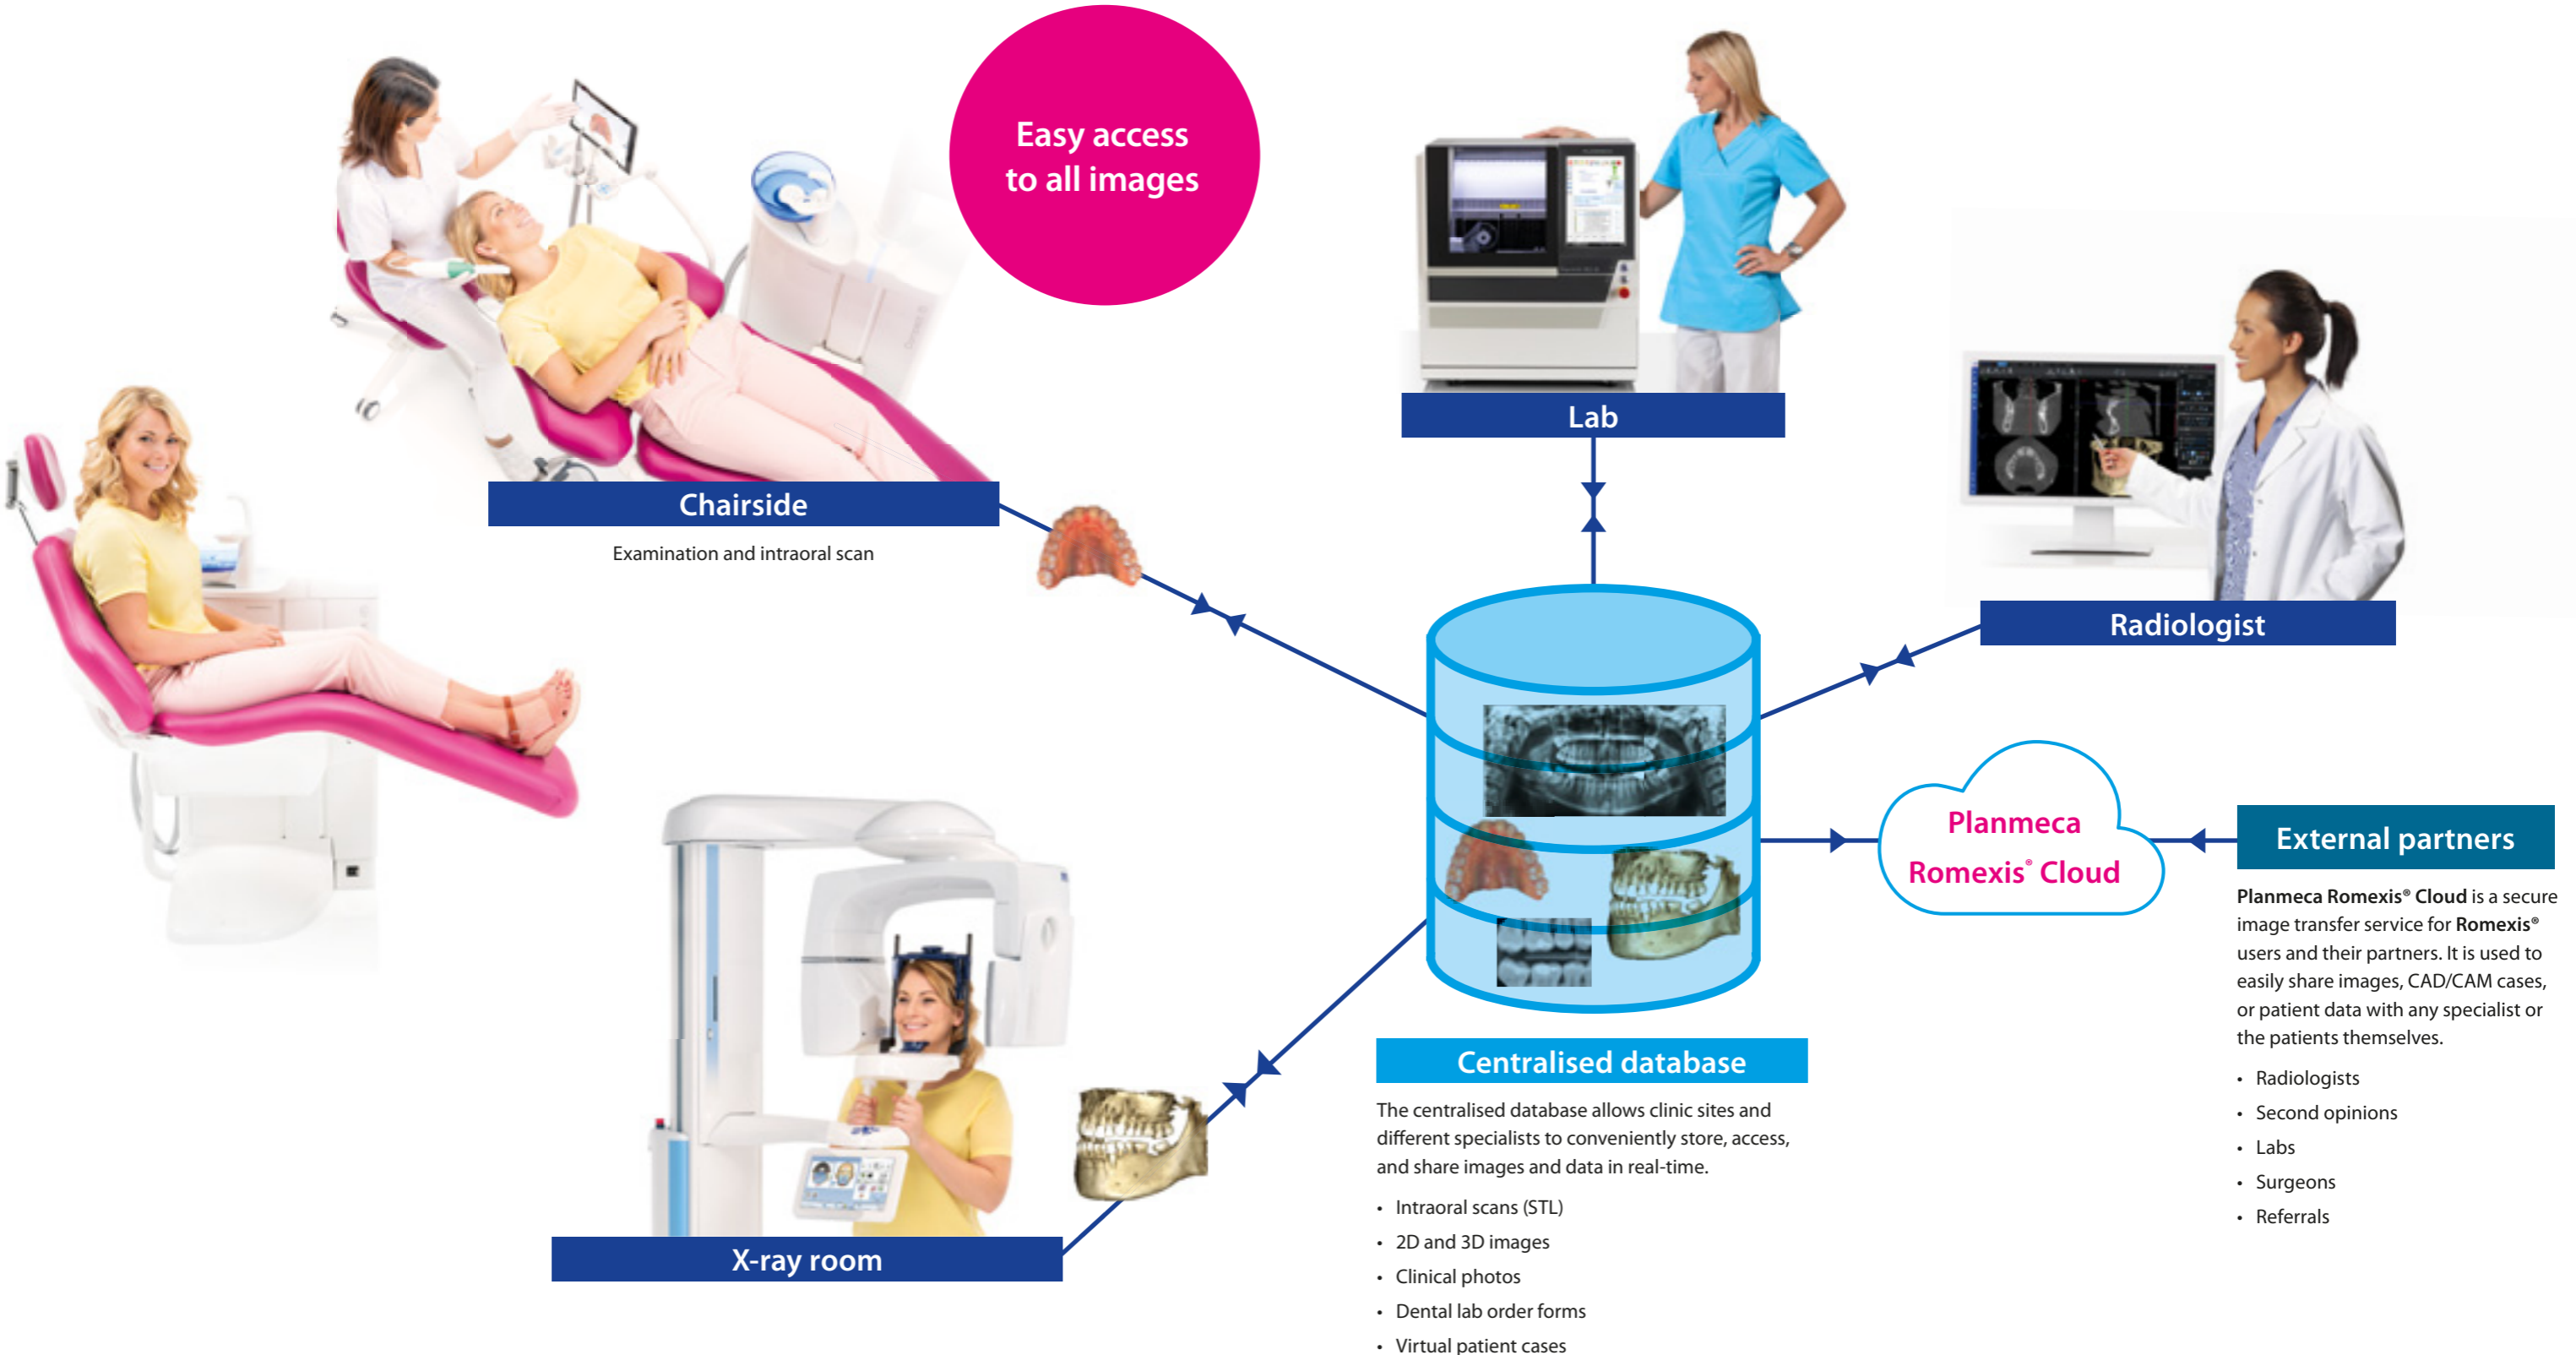 Easy access
to all images
Lab
Chairside
Examination and intraoral scan
Radiologist
Planmeca
Romexis® Cloud
External partners
Planmeca Romexis® Cloud is a secure
image transfer service for Romexis®
users and their partners. It is used to
easily share images, CAD/CAM cases,
or patient data with any specialist or
the patients themselves.
• Radiologists
• Second opinions
• Labs
• Surgeons
• Referrals
X-ray room
Centralised database
The centralised database allows clinic sites and
different specialists to conveniently store, access,
and share images and data in real-time.
• Intraoral scans (STL)
• 2D and 3D images
• Clinical photos
• Dental lab order forms
• Virtual patient cases